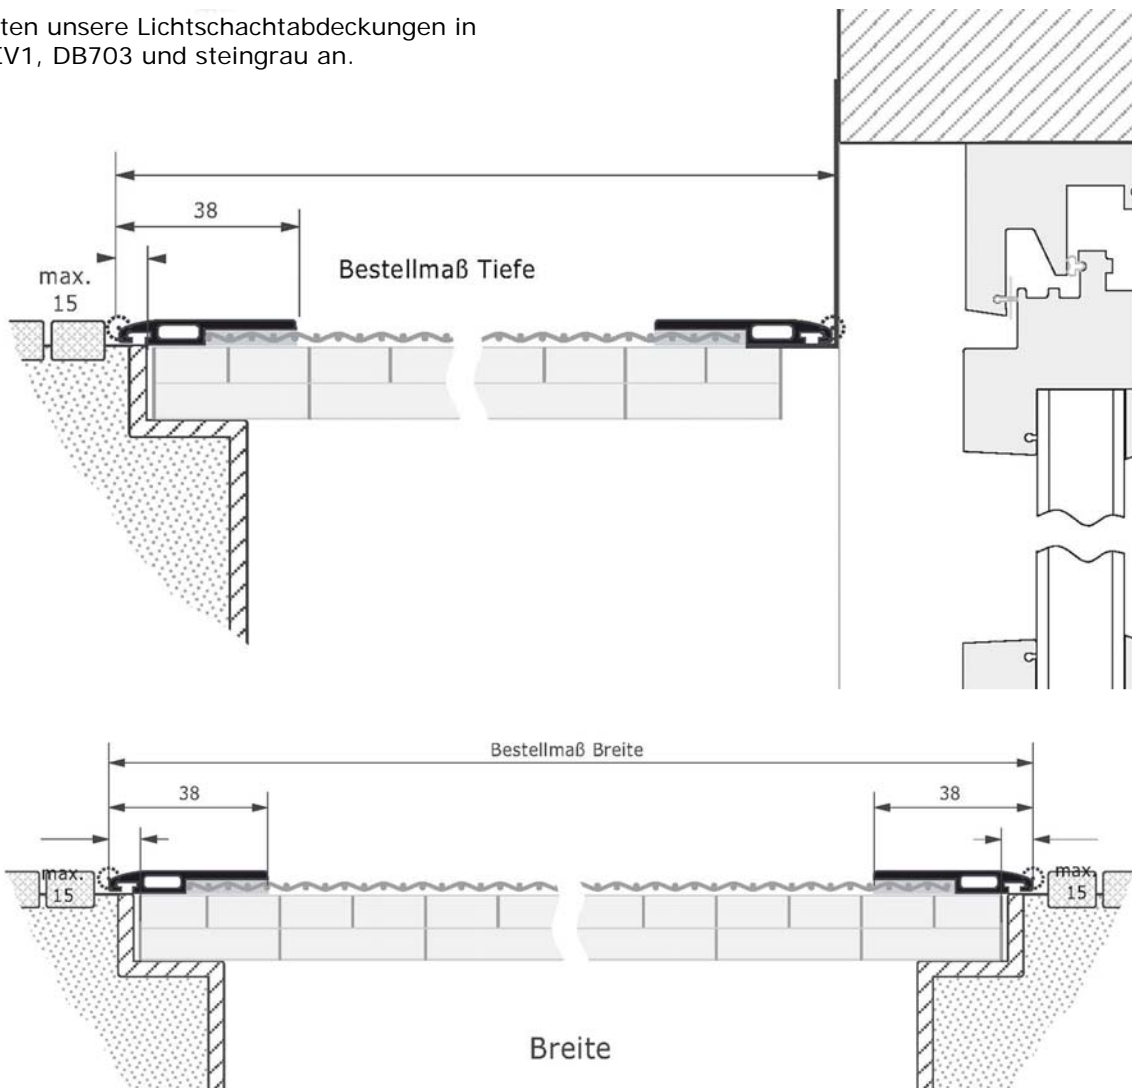 ten unsere Lichtschachtabdeckungen in
EV1, DB703 und steingrau an.
38
Bestellmaß Tiefe
max.
15
Bestellmaß Breite
38
38
max.
15
max.
15
Breite